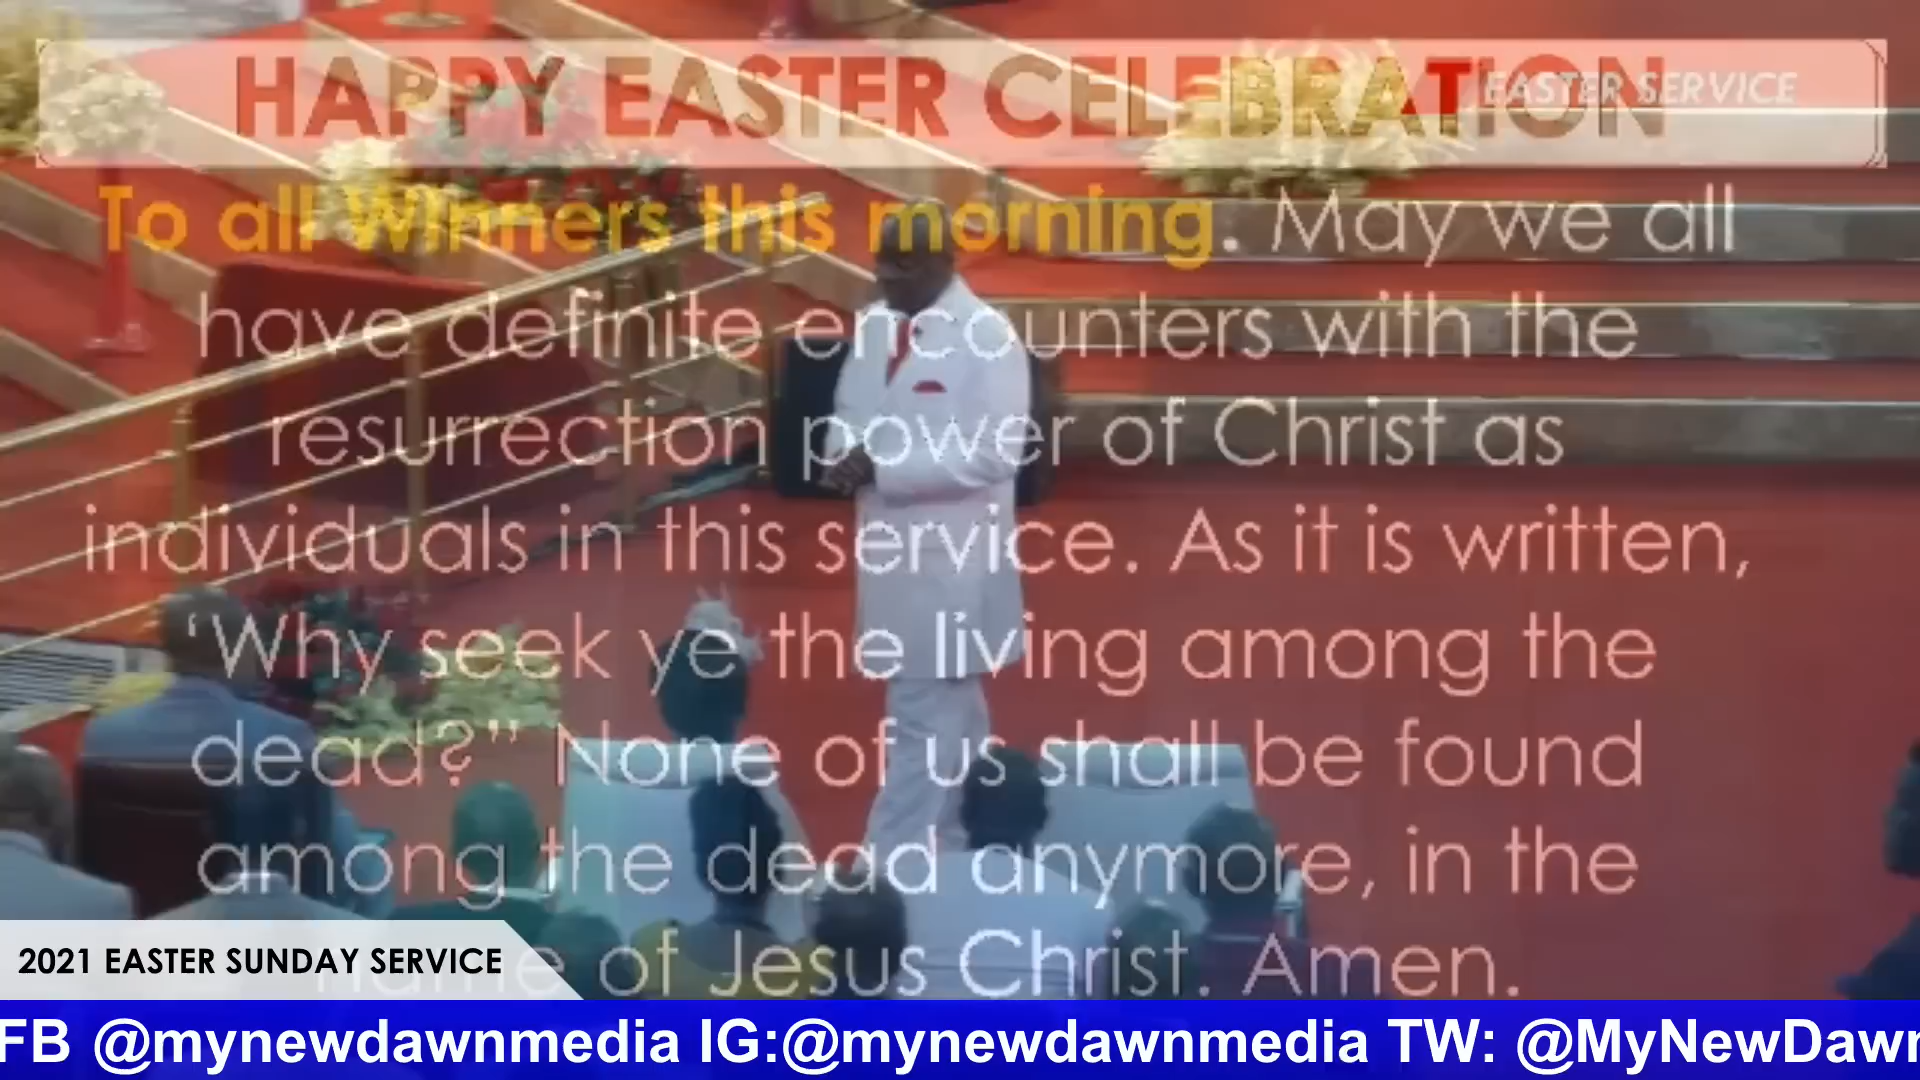 HAPPY EASTER CELEBRATION
EASTER SERVICE
To all Winners this morning. May we all
have definite encounters with the
resurrection power of Christ as
individuals in this service. As it is written,
‘Why seek ye the living among the
dead?" None of us shall be found
among the dead anymore, in the
name of Jesus Christ. Amen.
2021 EASTER SUNDAY SERVICE
FB @mynewdawnmedia IG:@mynewdawnmedia TW: @MyNewDawn